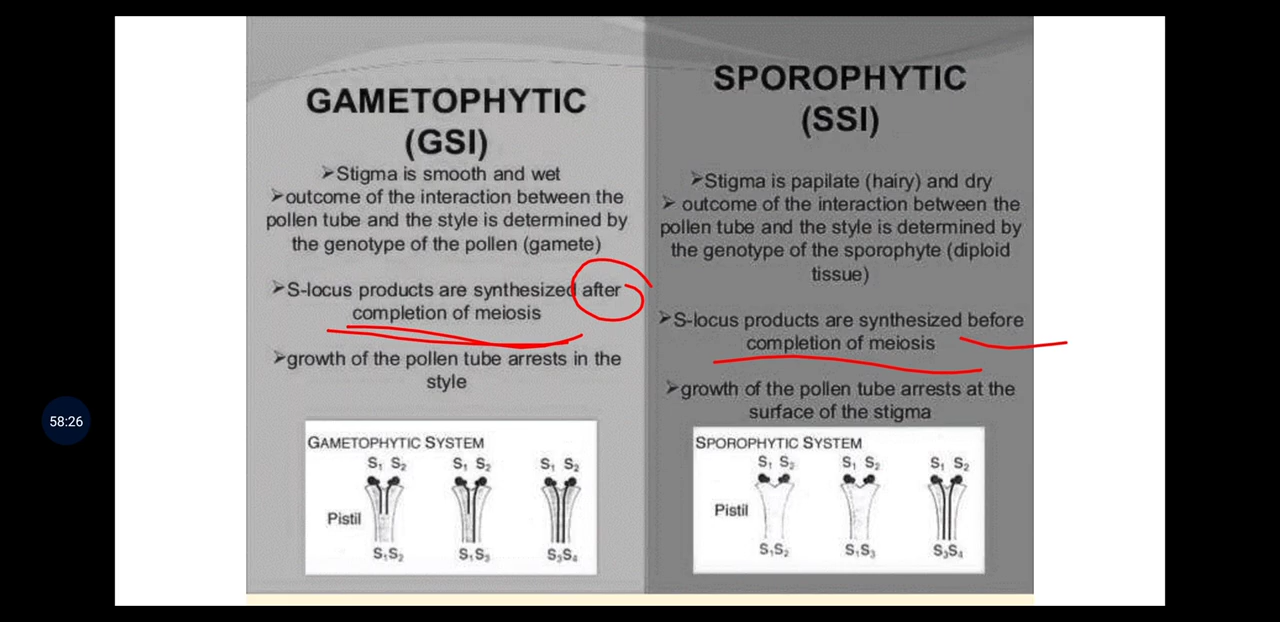 GAMETOPHYTIC
(GSI)
➢Stigma is smooth and wet
➢outcome of the interaction between the
pollen tube and the style is determined by
the genotype of the pollen (gamete)
➢S-locus products are synthesized after
completion of meiosis
➢growth of the pollen tube arrests in the
style
GAMETOPHYTIC SYSTEM
S₁ S₂ S₁ S₂ S₁ S₂
Pistil
S₁S₂ S₁S₃ S₃S₄
SPOROPHYTIC
(SSI)
➢Stigma is papilate (hairy) and dry
➢ outcome of the interaction between the
pollen tube and the style is determined by
the genotype of the sporophyte (diploid
tissue)
➢S-locus products are synthesized before
completion of meiosis
➢growth of the pollen tube arrests at the
surface of the stigma
SPOROPHYTIC SYSTEM
S₁ S₂ S₁ S₂ S₁ S₂
Pistil
S₁S₂ S₁S₃ S₃S₄
58:26